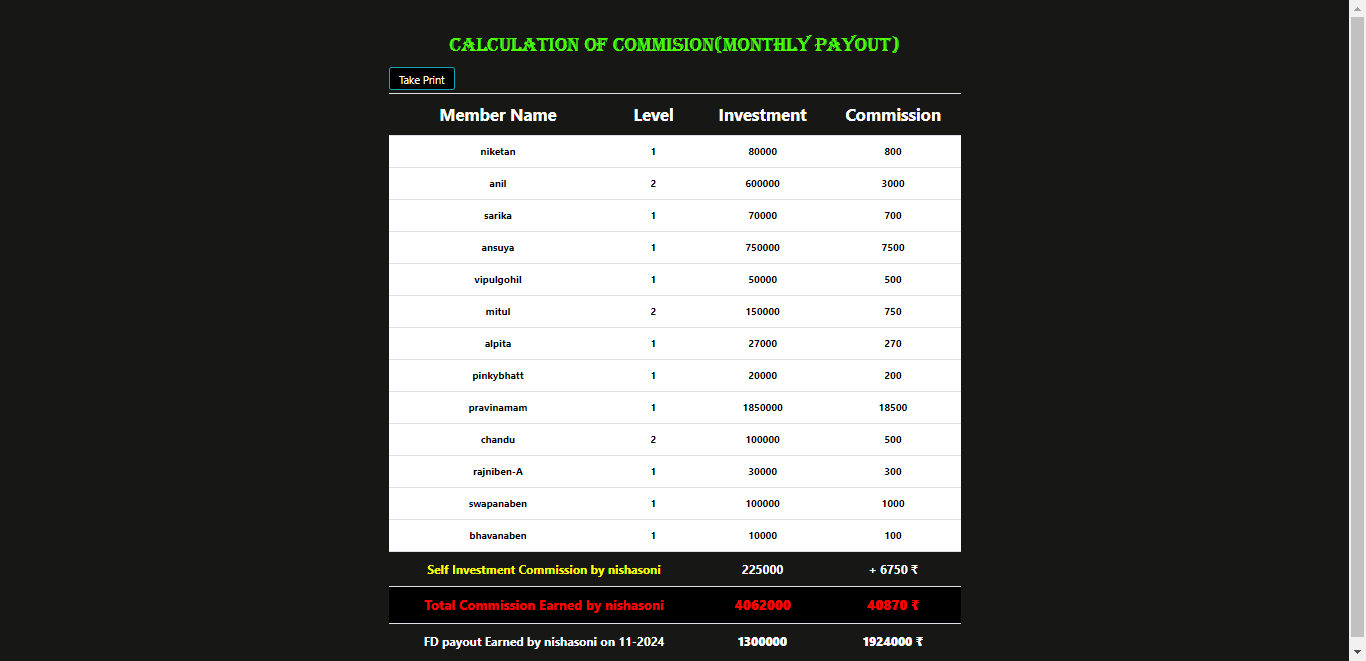 CALCULATION OF COMMISION(MONTHLY PAYOUT)
Take Print
Member Name Level Investment Commission
niketan 1 80000 800
anil 2 600000 3000
sarika 1 70000 700
ansuya 1 750000 7500
vipulgohil 1 50000 500
mitul 2 150000 750
alpita 1 27000 270
pinkybhatt 1 20000 200
pravinamam 1 1850000 18500
chandu 2 100000 500
rajniben-A 1 30000 300
swapanaben 1 100000 1000
bhavanaben 1 10000 100
Self Investment Commission by nishasoni 225000 + 6750 ₹
Total Commission Earned by nishasoni 4062000 40870 ₹
FD payout Earned by nishasoni on 11-2024 1300000 1924000 ₹